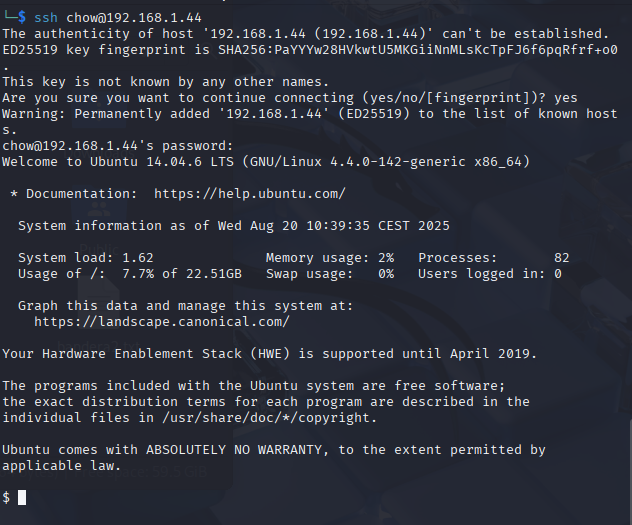 └─$ ssh chow@192.168.1.44
The authenticity of host '192.168.1.44 (192.168.1.44)' can't be established.
ED25519 key fingerprint is SHA256:PaYYYw28HVkwtU5MKGiiNnMLsKcTpFJ6f6pqRfrf+o0
.
This key is not known by any other names.
Are you sure you want to continue connecting (yes/no/[fingerprint])? yes
Warning: Permanently added '192.168.1.44' (ED25519) to the list of known host
s.
chow@192.168.1.44's password:
Welcome to Ubuntu 14.04.6 LTS (GNU/Linux 4.4.0-142-generic x86_64)
 * Documentation:  https://help.ubuntu.com/
  System information as of Wed Aug 20 10:39:35 CEST 2025
  System load: 1.62              Memory usage: 2%   Processes:       82
  Usage of /:  7.7% of 22.51GB   Swap usage:   0%   Users logged in: 0
  Graph this data and manage this system at:
    https://landscape.canonical.com/
Your Hardware Enablement Stack (HWE) is supported until April 2019.
The programs included with the Ubuntu system are free software;
the exact distribution terms for each program are described in the
individual files in /usr/share/doc/*/copyright.
Ubuntu comes with ABSOLUTELY NO WARRANTY, to the extent permitted by
applicable law.
$